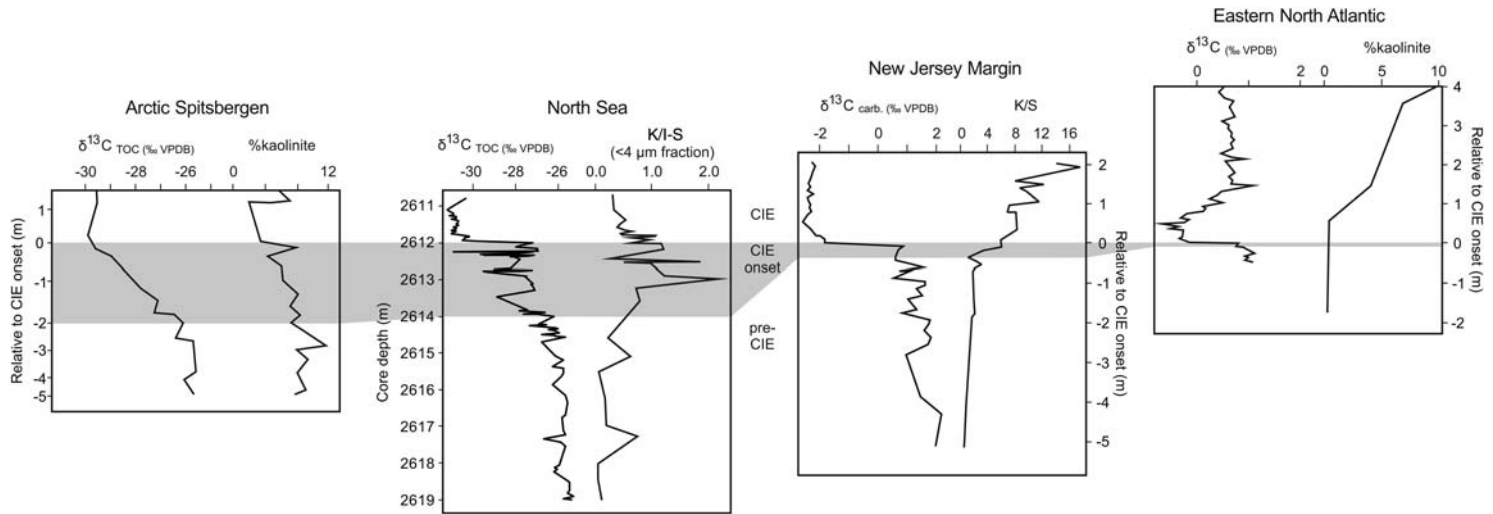 Arctic Spitsbergen
δ13C TOC (‰ VPDB)
%kaolinite
-30 -28 -26 0 12
1
0
-1
-2
-3
-4
-5
Relative to CIE onset (m)
North Sea
δ13C TOC (‰ VPDB)
K/I-S
(<4 μm fraction)
-30 -28 -26 0.0 1.0 2.0
2611
2612
2613
2614
2615
2616
2617
2618
2619
Core depth (m)
CIE
CIE
onset
pre-
CIE
New Jersey Margin
δ13C carb. (‰ VPDB)
K/S
-2 0 2 0 4 8 12 16
2
1
0
-1
-2
-3
-4
-5
Relative to CIE onset (m)
Eastern North Atlantic
δ13C (‰ VPDB)
%kaolinite
0 2 0 5 10
4
3
2
1
0
-1
-2
Relative to CIE onset (m)